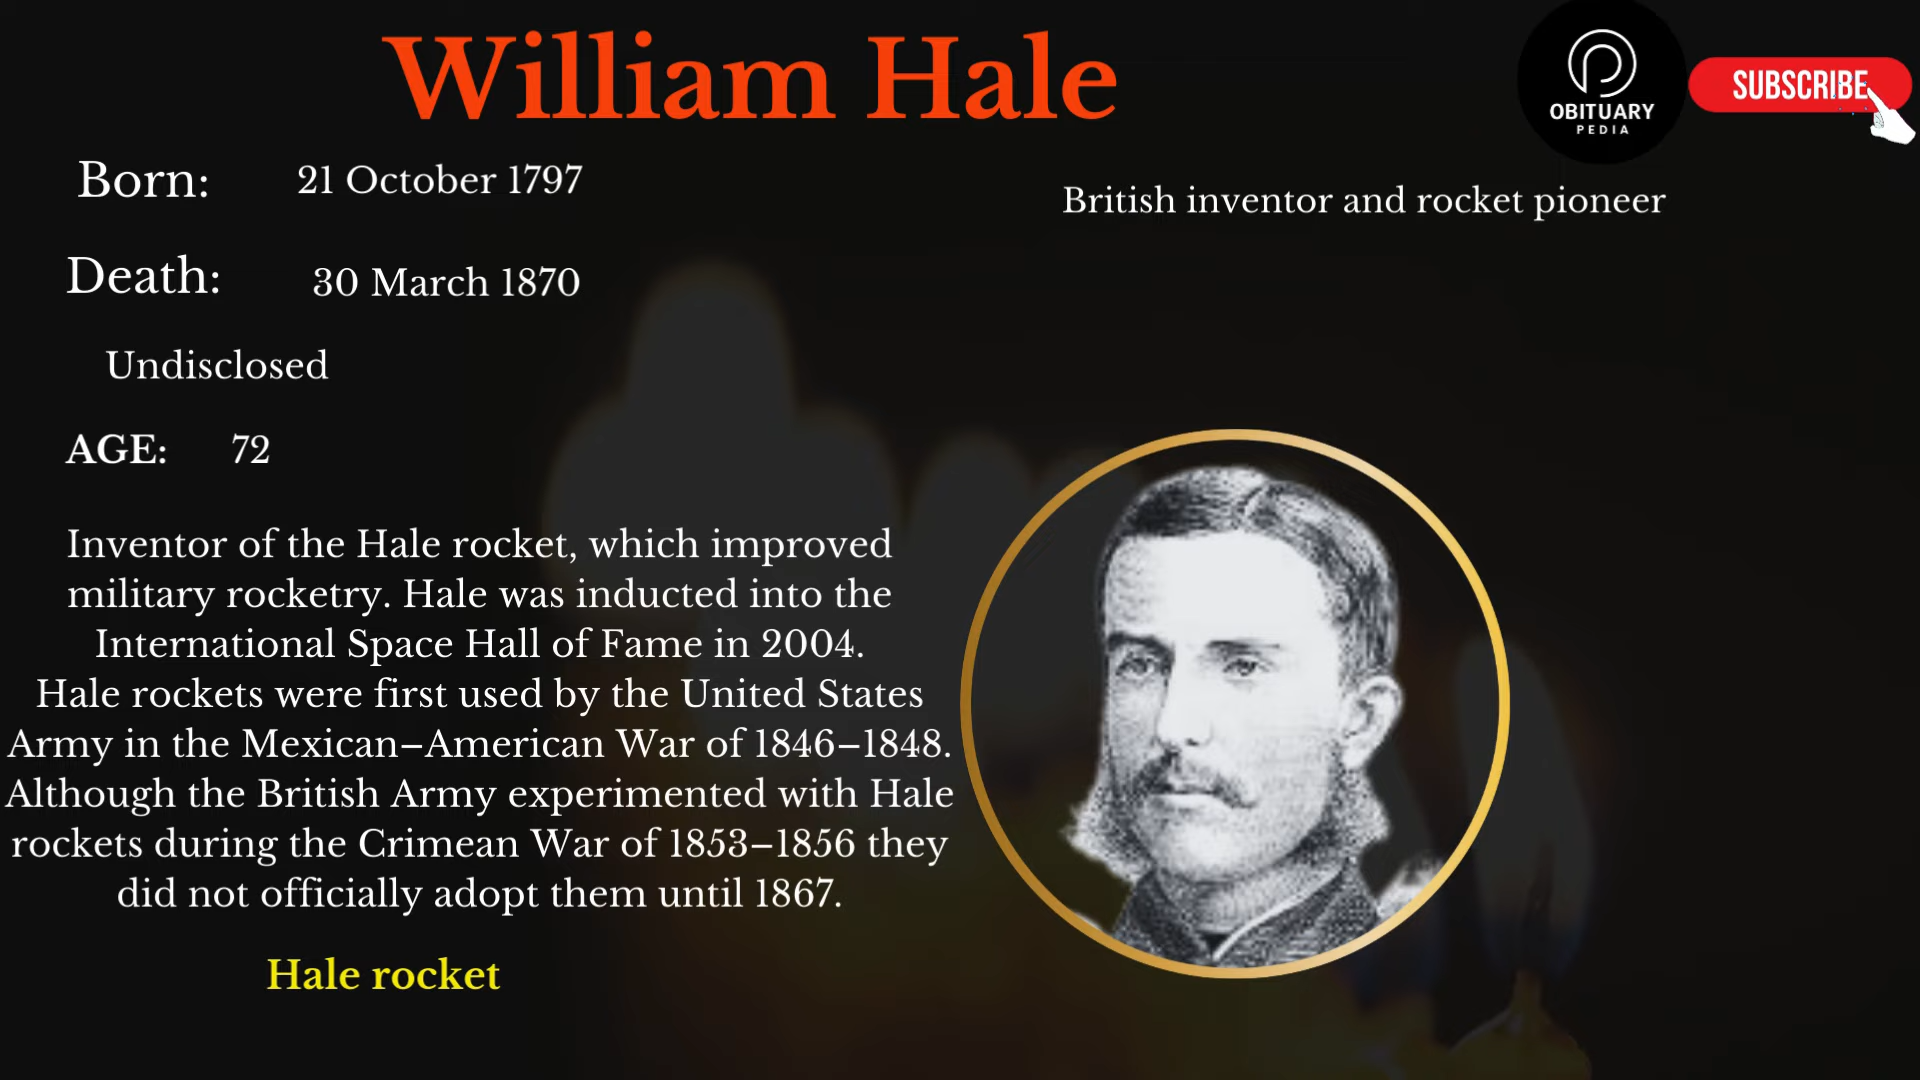 William Hale
OBITUARY
PEDIA
SUBSCRIBE
Born: 21 October 1797
British inventor and rocket pioneer
Death: 30 March 1870
Undisclosed
AGE: 72
Inventor of the Hale rocket, which improved
military rocketry. Hale was inducted into the
International Space Hall of Fame in 2004.
Hale rockets were first used by the United States
Army in the Mexican–American War of 1846–1848.
Although the British Army experimented with Hale
rockets during the Crimean War of 1853–1856 they
did not officially adopt them until 1867.
Hale rocket